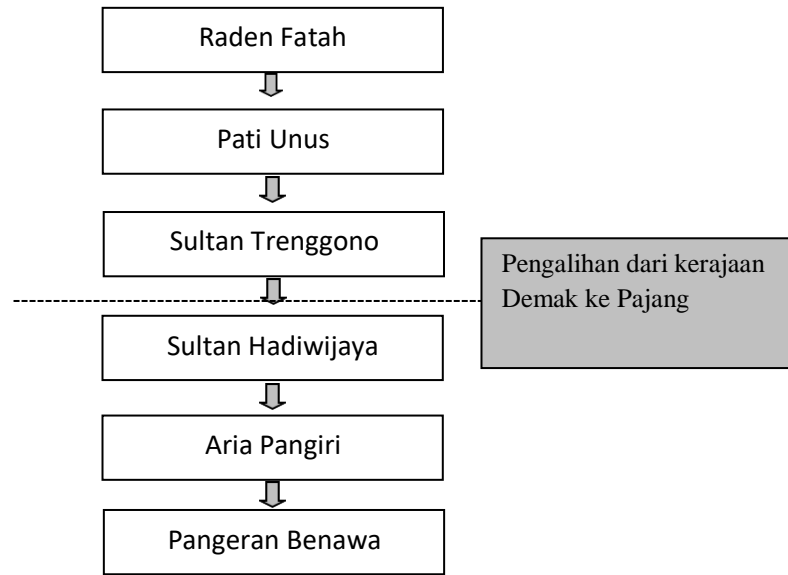 Raden Fatah
Pati Unus
Sultan Trenggono
Pengalihan dari kerajaan
Demak ke Pajang
Sultan Hadiwijaya
Aria Pangiri
Pangeran Benawa